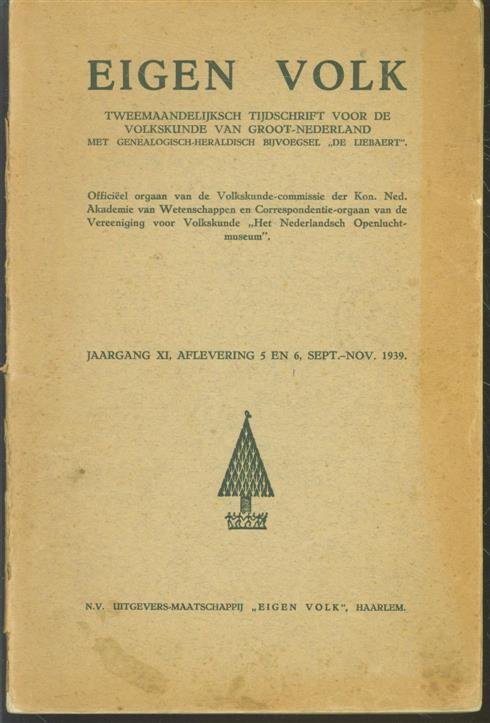 EIGEN VOLK
TWEEMAANDELIJKSCH TIJDSCHRIFT VOOR DE
VOLKSKUNDE VAN GROOT-NEDERLAND
MET GENEALOGISCH-HERALDISCH BIJVOEGSEL „DE LIEBAERT".
Officiëel orgaan van de Volkskunde-commissie der Kon. Ned.
Akademie van Wetenschappen en Correspondentie-orgaan van de
Vereeniging voor Volkskunde „Het Nederlandsch Openlucht-
museum".
JAARGANG XI, AFLEVERING 5 EN 6, SEPT.-NOV. 1939.
N.V. UITGEVERS-MAATSCHAPPIJ „EIGEN VOLK", HAARLEM.